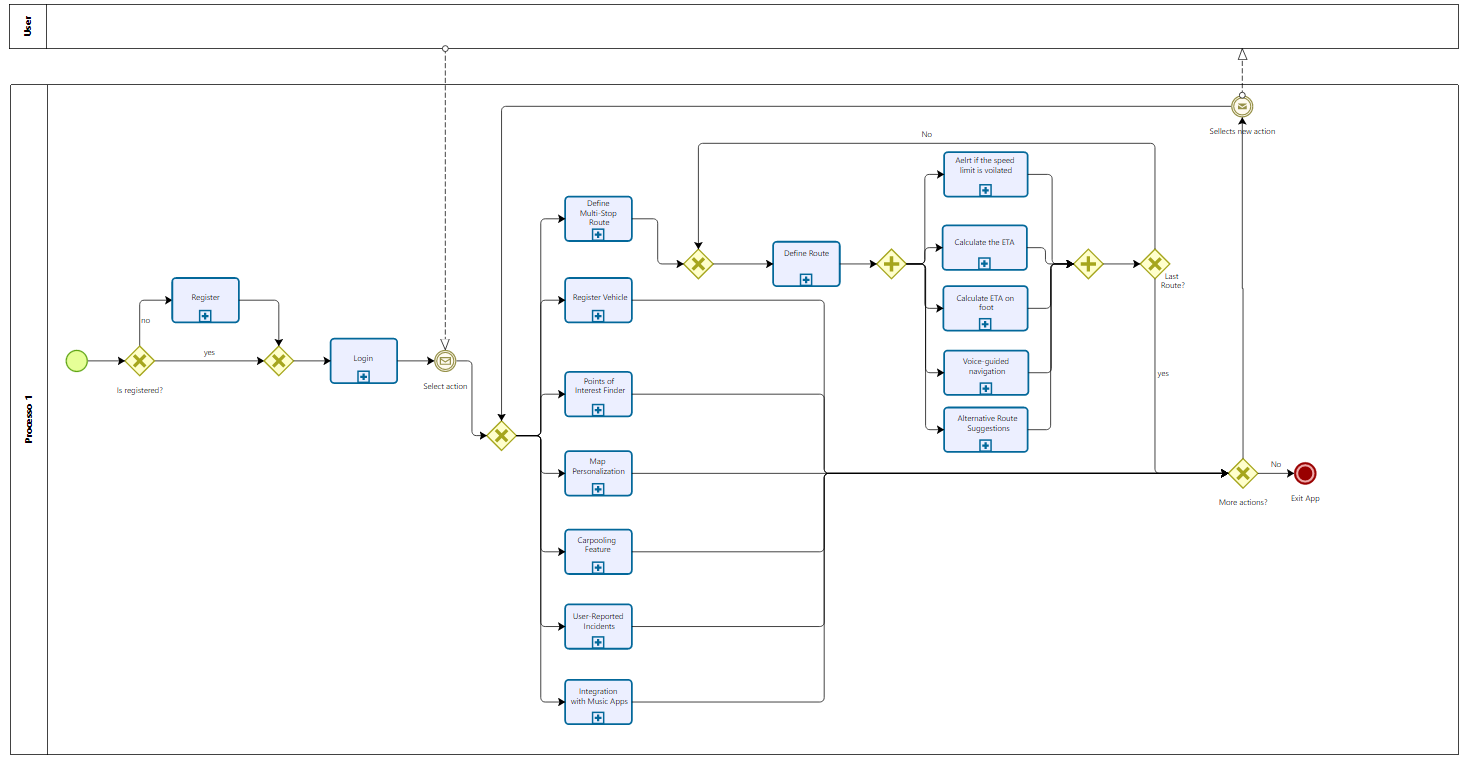 User
Processo 1
Sellects new action
No
Aelrt if the speed
limit is voilated
Define
Multi-Stop
Route
Define Route
Calculate the ETA
Last
Route?
Register
no
Register Vehicle
Calculate ETA on
foot
yes
Login
Is registered?
Select action
Voice-guided
navigation
yes
Points of
Interest Finder
Alternative Route
Suggestions
Map
Personalization
No
More actions?
Exit App
Carpooling
Feature
User-Reported
Incidents
Integration
with Music Apps